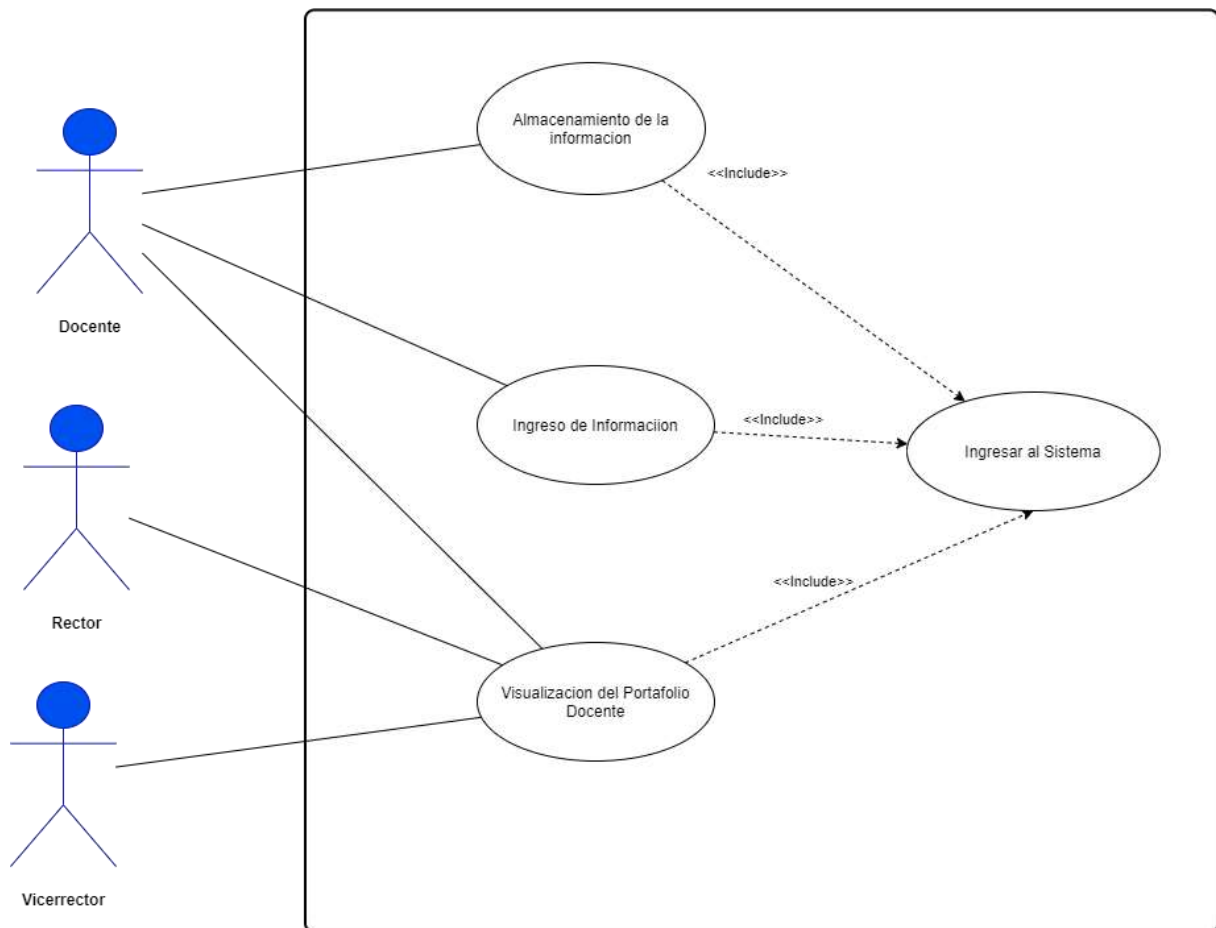 Almacenamiento de la
informacion
<<Include>>
Docente
Ingreso de Informaciion
<<Include>>
Ingresar al Sistema
<<Include>>
Rector
Visualizacion del Portafolio
Docente
Vicerrector